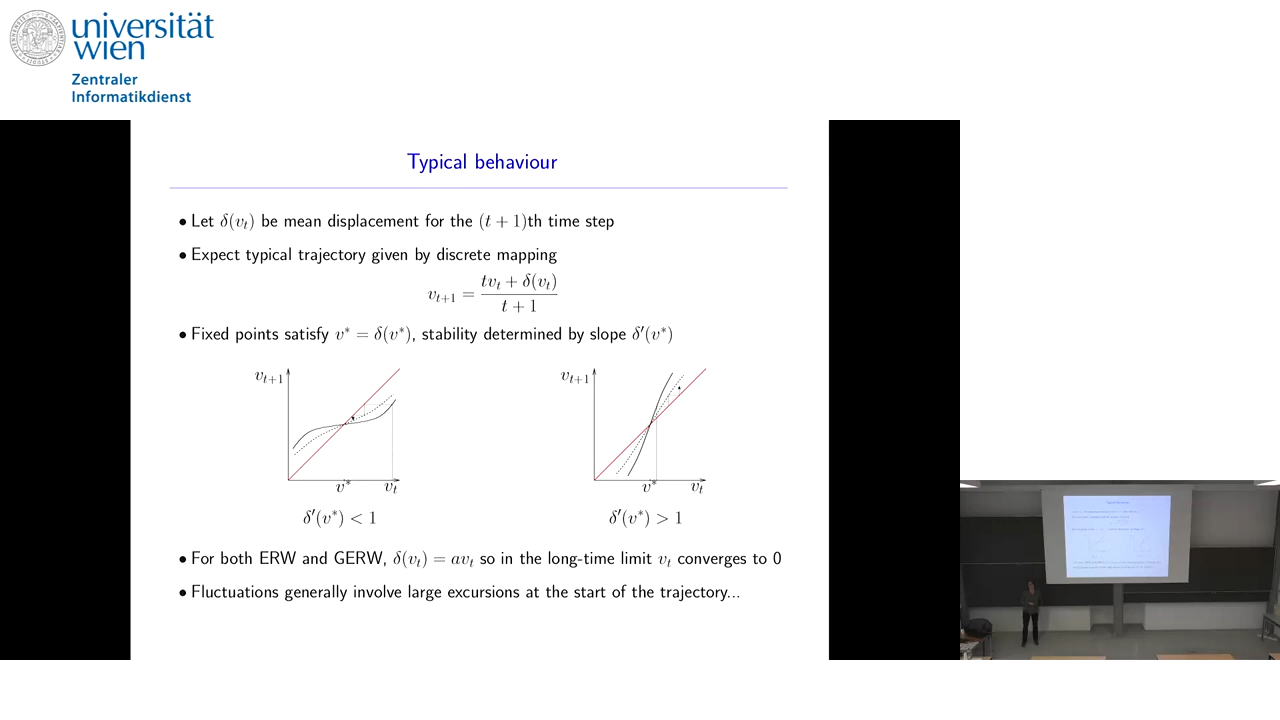 universität
wien
Zentraler
Informatikdienst
Typical behaviour
• Let δ(v_t) be mean displacement for the (t + 1)th time step
• Expect typical trajectory given by discrete mapping
v_{t+1} = \frac{tv_t + δ(v_t)}{t + 1}
• Fixed points satisfy v* = δ(v*), stability determined by slope δ′(v*)
v_{t+1}
v*
v_t
δ′(v*) < 1
v_{t+1}
v*
v_t
δ′(v*) > 1
• For both ERW and GERW, δ(v_t) = av_t so in the long-time limit v_t converges to 0
• Fluctuations generally involve large excursions at the start of the trajectory...